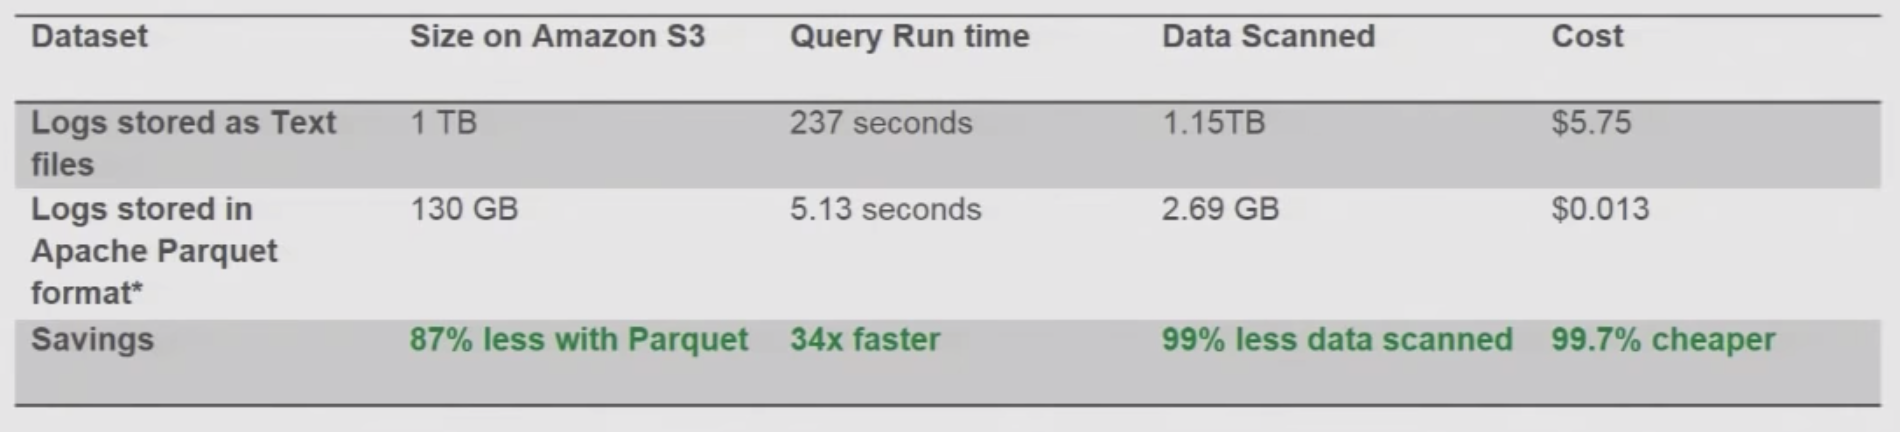 Dataset Size on Amazon S3 Query Run time Data Scanned Cost
Logs stored as Text 1 TB 237 seconds 1.15TB $5.75
files
Logs stored in 130 GB 5.13 seconds 2.69 GB $0.013
Apache Parquet
format*
Savings 87% less with Parquet 34x faster 99% less data scanned 99.7% cheaper